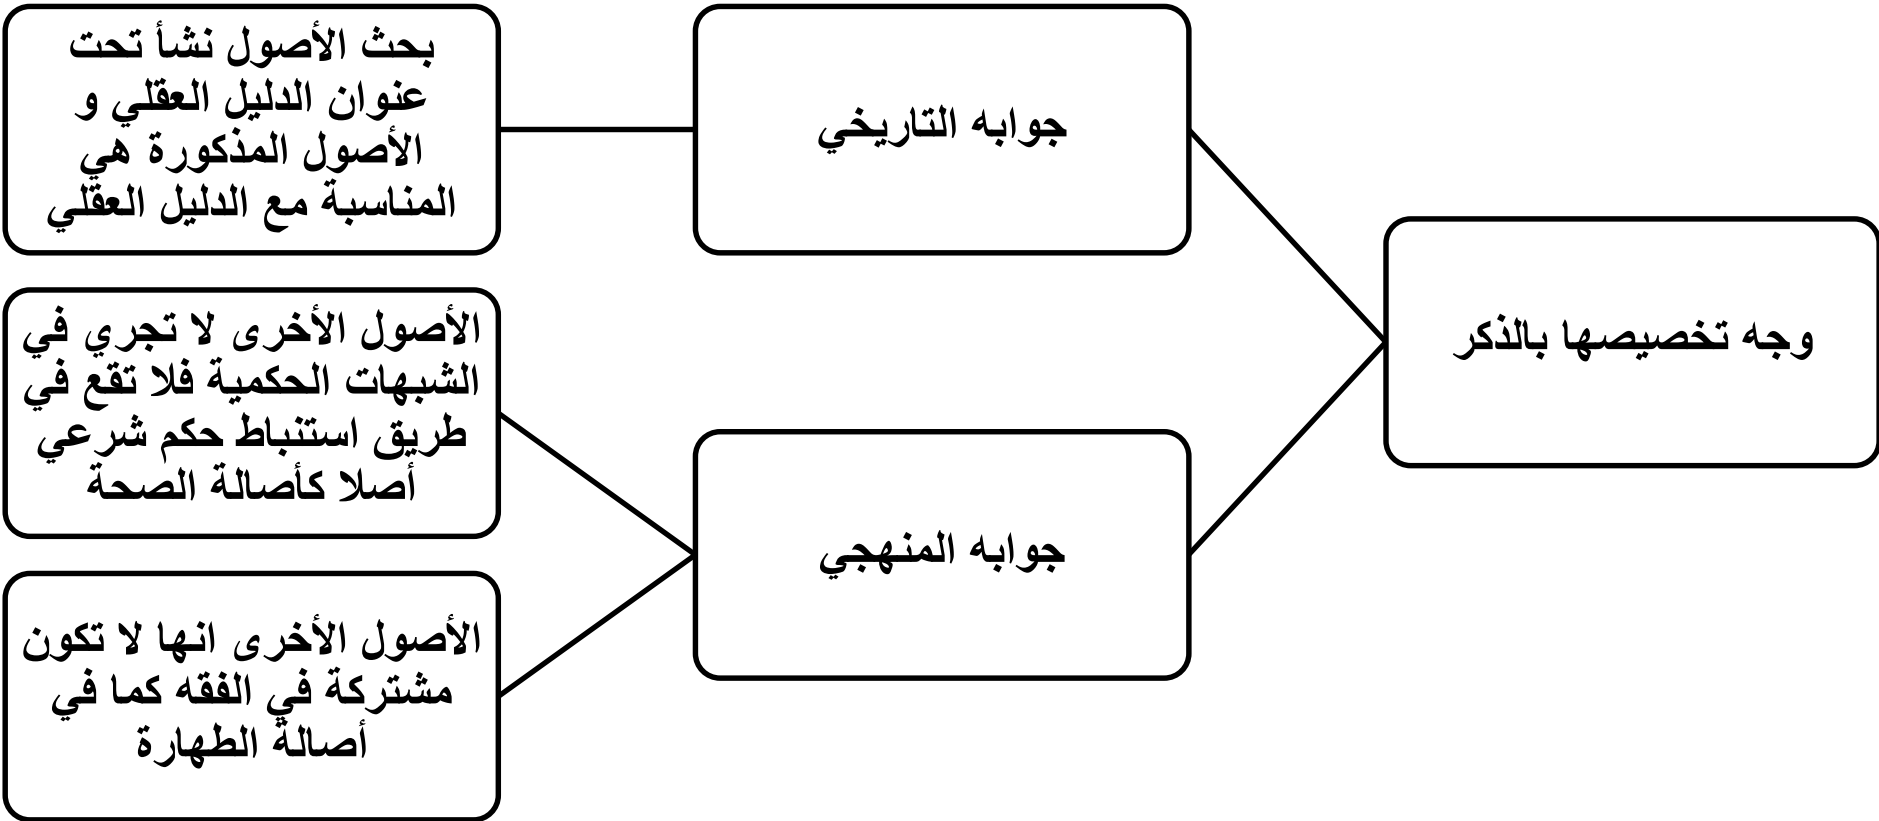 وجه تخصيصها بالذكر
جوابه التاريخي
بحث الأصول نشأ تحت
عنوان الدليل العقلي و
الأصول المذكورة هي
المناسبة مع الدليل العقلي
جوابه المنهجي
الأصول الأخرى لا تجري في
الشبهات الحكمية فلا تقع في
طريق استنباط حكم شرعي
أصلا كأصالة الصحة
الأصول الأخرى انها لا تكون
مشتركة في الفقه كما في
أصالة الطهارة